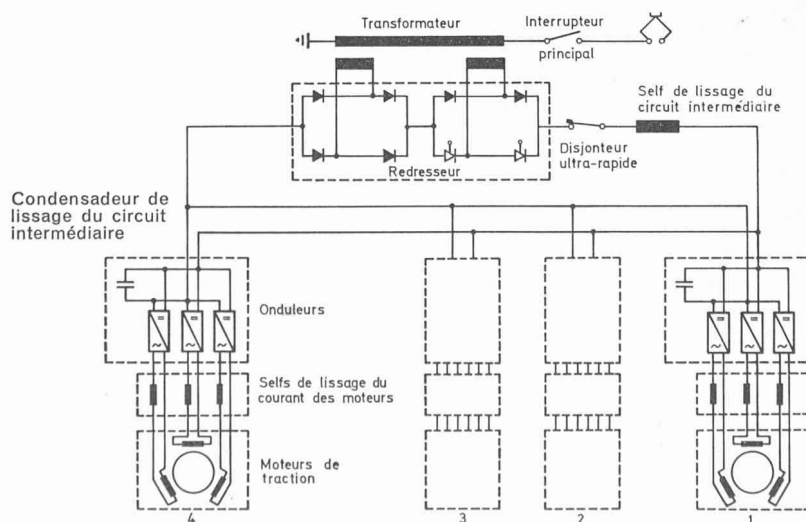 Transformateur
Interrupteur
principal
Self de lissage du
circuit intermédiaire
Disjonteur
ultra-rapide
Redresseur
Condensadeur de
lissage du circuit
intermédiaire
Onduleurs
Selfs de lissage du
courant des moteurs
Moteurs de
traction
4
3
2
1